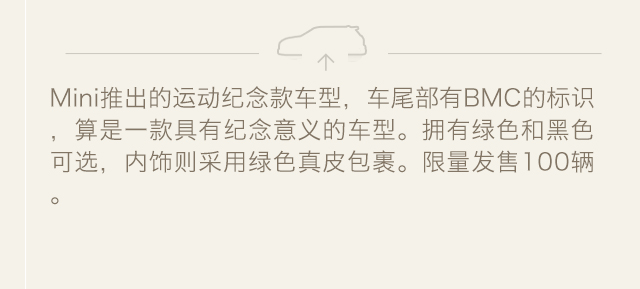 Mini推出的运动纪念款车型，车尾部有BMC的标识
，算是一款具有纪念意义的车型。拥有绿色和黑色
可选，内饰则采用绿色真皮包裹。限量发售100辆
。